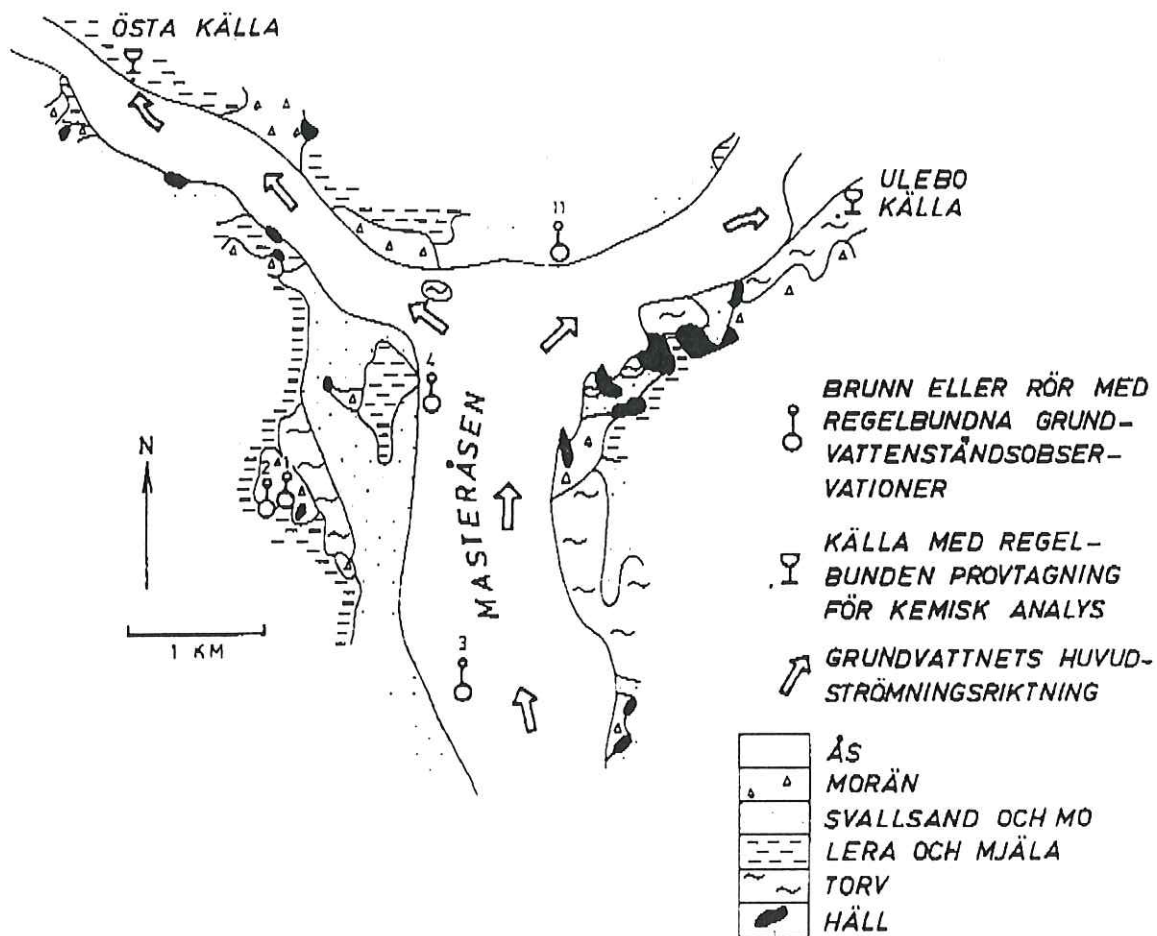 ÖSTA KÄLLA
ULEBO
KÄLLA
11
4
2
1
3
N
1 KM
MASTERÅSEN
BRUNN ELLER RÖR MED
REGELBUNDNA GRUND-
VATTENSTÅNDSOBSER-
VATIONER
KÄLLA MED REGEL-
BUNDEN PROVTAGNING
FÖR KEMISK ANALYS
GRUNDVATTNETS HUVUD-
STRÖMNINGSRIKTNING
ÅS
MORÄN
SVALLSAND OCH MO
LERA OCH MJÄLA
TORV
HÄLL